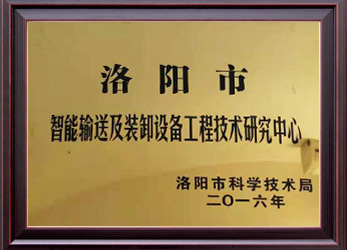 洛阳市
智能输送及装卸设备工程技术研究中心
洛阳市科学技术局
二〇一六年